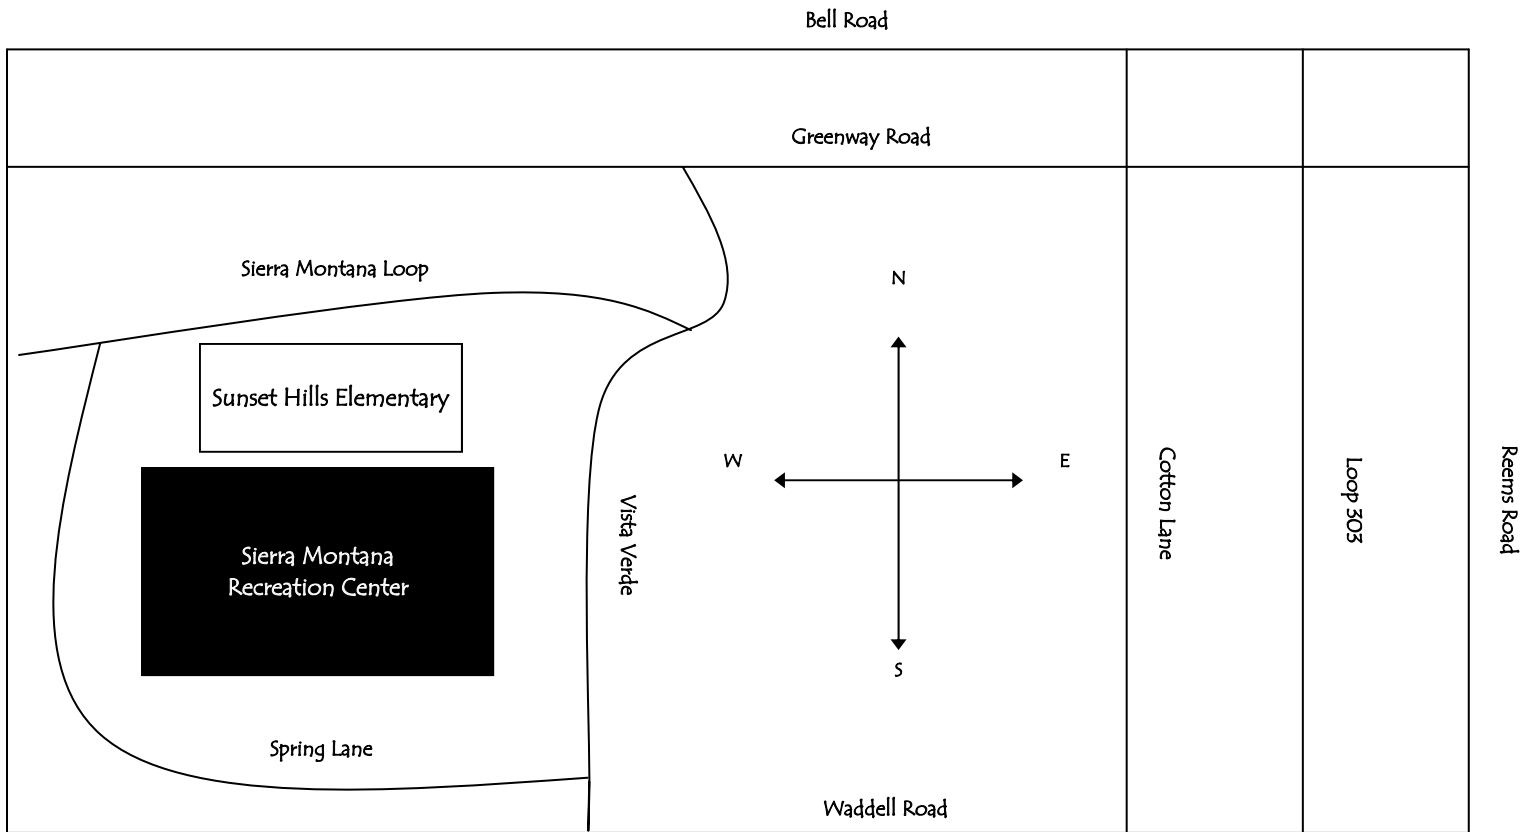 Bell Road
Greenway Road
Sierra Montana Loop
N
Sunset Hills Elementary
W
E
Cotton Lane
Loop 303
Reems Road
Vista Verde
Sierra Montana
Recreation Center
S
Spring Lane
Waddell Road